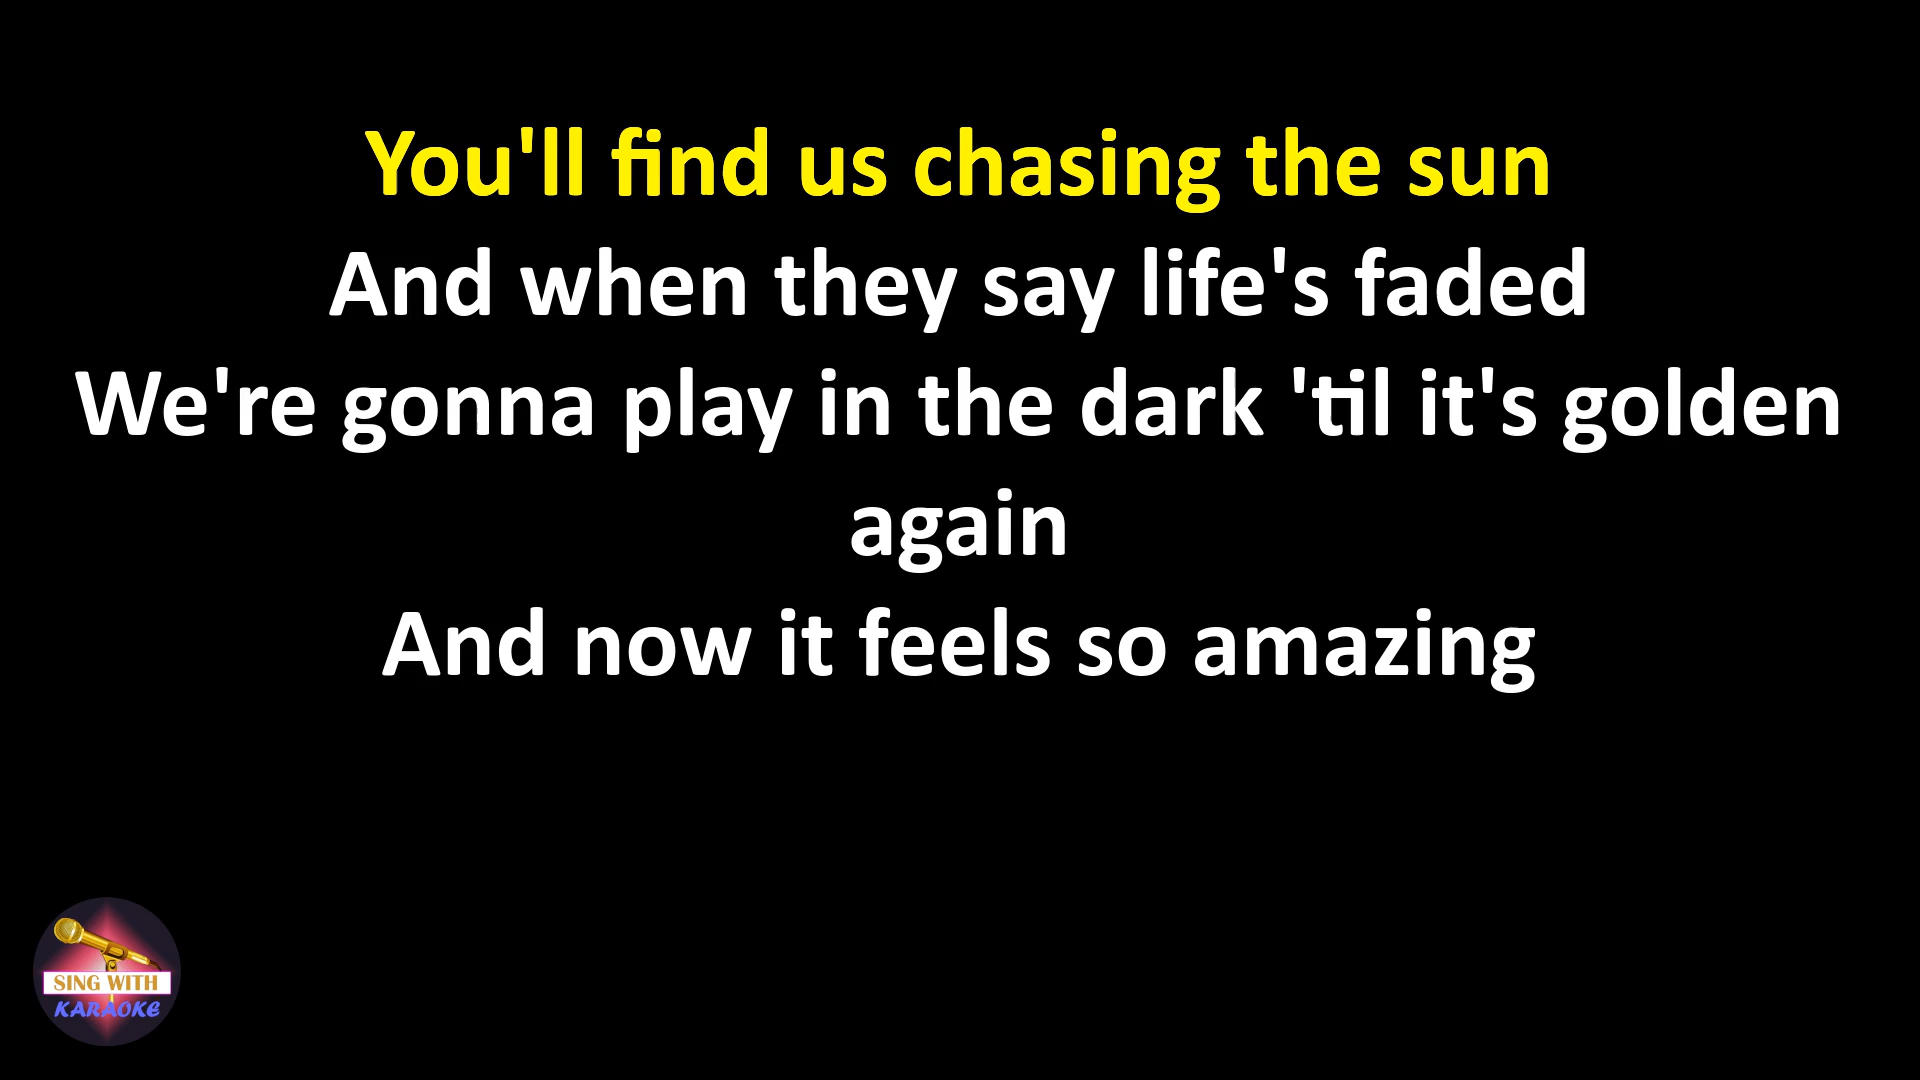 You'll find us chasing the sun
And when they say life's faded
We're gonna play in the dark 'til it's golden
again
And now it feels so amazing
SING WITH
KARAOKE